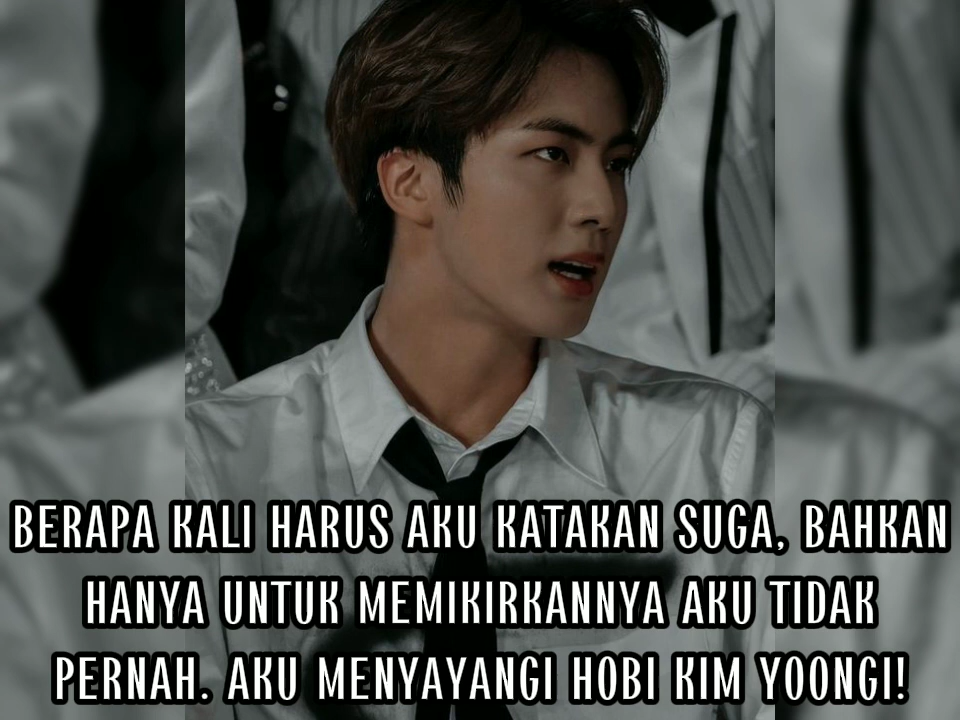 BERAPA KALI HARUS AKU KATAKAN SUGA, BAHKAN
HANYA UNTUK MEMIKIRKANNYA AKU TIDAK
PERNAH. AKU MENYAYANGI HOBI KIM YOONGI!